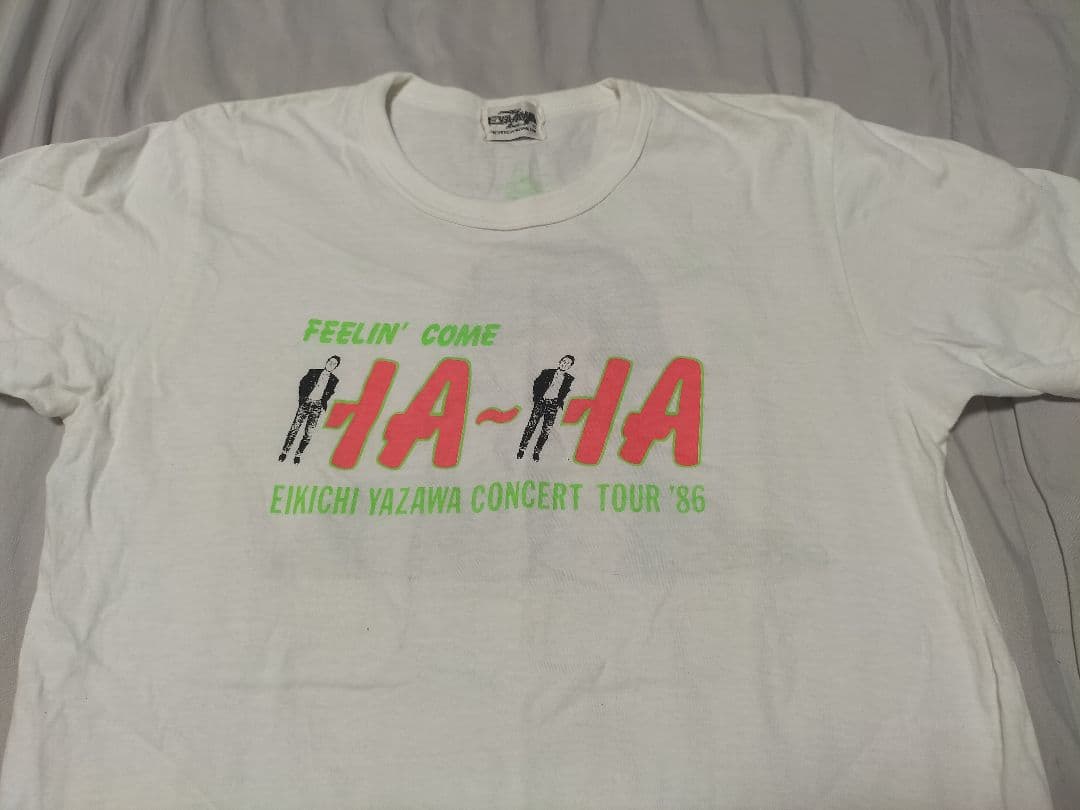 FEELIN' COME
HA~HA
EIKICHI YAZAWA CONCERT TOUR '86